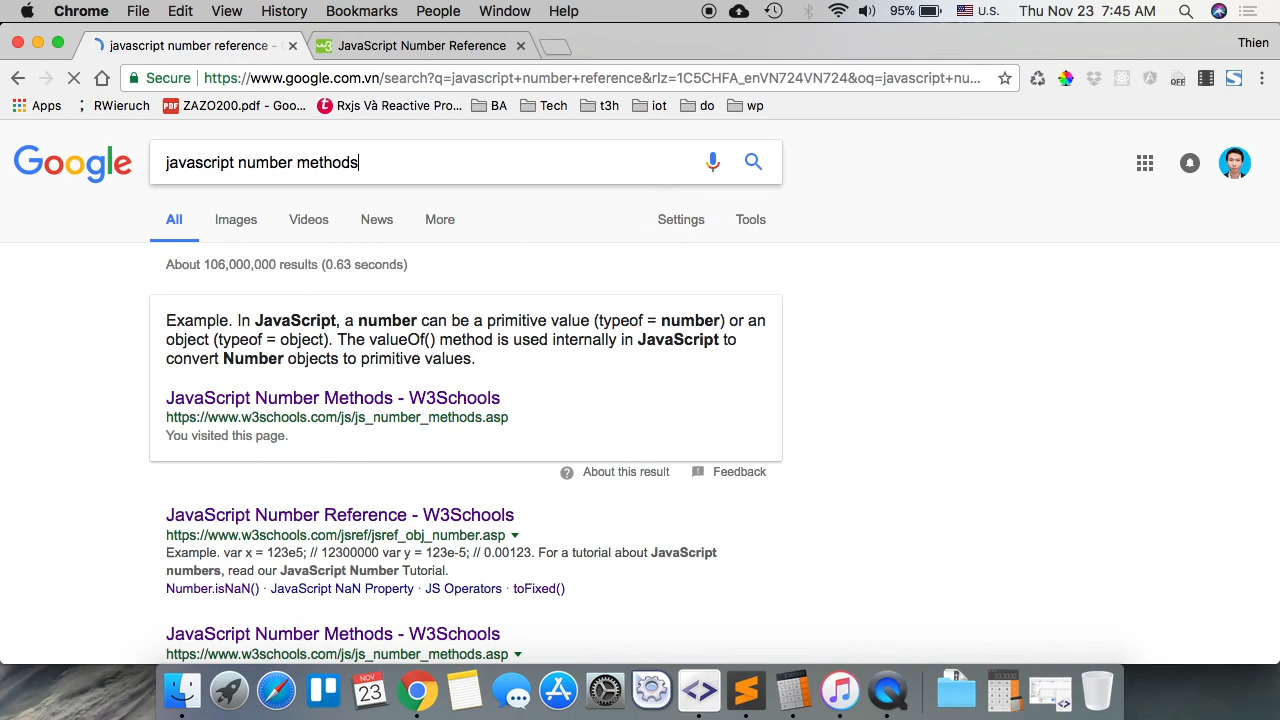 Chrome File Edit View History Bookmarks People Window Help 95% U.S. Thu Nov 23 7:45 AM
javascript number reference - JavaScript Number Reference Thien
Secure https://www.google.com.vn/search?q=javascript+number+reference&rlz=1C5CHFA_enVN724VN724&oq=javascript+nu... OFF
Apps RWieruch ZAZO200.pdf - Goo... Rxjs Và Reactive Pro... BA Tech t3h iot do wp
Google javascript number methods
All Images Videos News More Settings Tools
About 106,000,000 results (0.63 seconds)
Example. In JavaScript, a number can be a primitive value (typeof = number) or an
object (typeof = object). The valueOf() method is used internally in JavaScript to
convert Number objects to primitive values.
JavaScript Number Methods - W3Schools
https://www.w3schools.com/js/js_number_methods.asp
You visited this page.
About this result Feedback
JavaScript Number Reference - W3Schools
https://www.w3schools.com/jsref/jsref_obj_number.asp
Example. var x = 123e5; // 12300000 var y = 123e-5; // 0.00123. For a tutorial about JavaScript
numbers, read our JavaScript Number Tutorial.
Number.isNaN() · JavaScript NaN Property · JS Operators · toFixed()
JavaScript Number Methods - W3Schools
https://www.w3schools.com/js/js_number_methods.asp
NOV
23